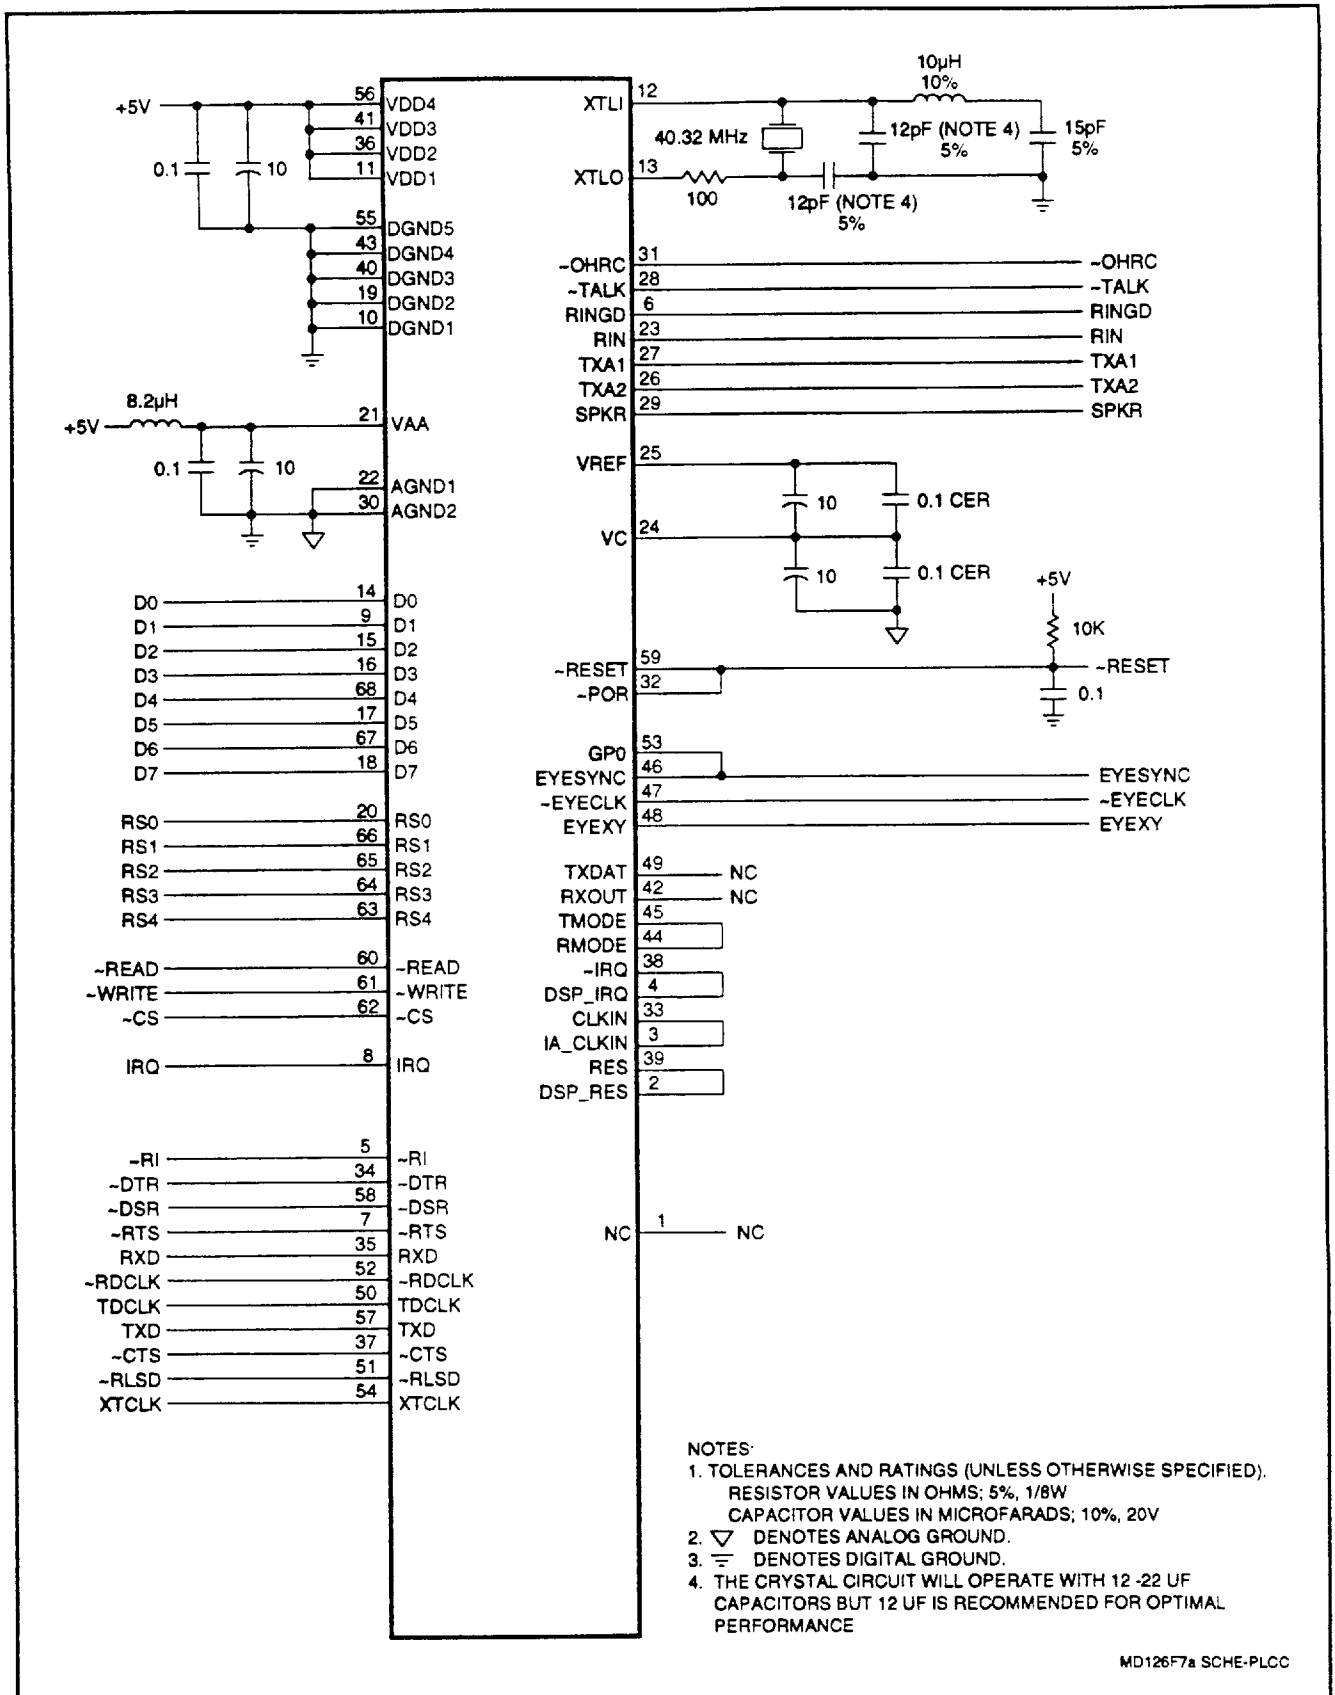 +5V
0.1
10
56 VDD4
41 VDD3
36 VDD2
11 VDD1
55 DGND5
43 DGND4
40 DGND3
19 DGND2
10 DGND1
8.2µH
+5V
0.1
10
21 VAA
22 AGND1
30 AGND2
D0 14 D0
D1 9 D1
D2 15 D2
D3 16 D3
D4 68 D4
D5 17 D5
D6 67 D6
D7 18 D7
RS0 20 RS0
RS1 66 RS1
RS2 65 RS2
RS3 64 RS3
RS4 63 RS4
~READ 60 ~READ
~WRITE 61 ~WRITE
~CS 62 ~CS
IRQ 8 IRQ
~RI 5 ~RI
~DTR 34 ~DTR
~DSR 58 ~DSR
~RTS 7 ~RTS
RXD 35 RXD
~RDCLK 52 ~RDCLK
TDCLK 50 TDCLK
TXD 57 TXD
~CTS 37 ~CTS
~RLSD 51 ~RLSD
XTCLK 54 XTCLK
XTLI 12
10µH
10%
40.32 MHz
12pF (NOTE 4)
5%
15pF
5%
XTLO 13
100
12pF (NOTE 4)
5%
~OHRC 31 ~OHRC
~TALK 28 ~TALK
RINGD 6 RINGD
RIN 23 RIN
TXA1 27 TXA1
TXA2 26 TXA2
SPKR 29 SPKR
VREF 25
10
0.1 CER
VC 24
10
0.1 CER
+5V
10K
~RESET 59 ~RESET
~POR 32
0.1
GP0 53
EYESYNC 46 EYESYNC
~EYECLK 47 ~EYECLK
EYEXY 48 EYEXY
TXDAT 49 NC
RXOUT 42 NC
TMODE 45
RMODE 44
~IRQ 38
DSP_IRQ 4
CLKIN 33
IA_CLKIN 3
RES 39
DSP_RES 2
NC 1 NC
NOTES:
1. TOLERANCES AND RATINGS (UNLESS OTHERWISE SPECIFIED).
RESISTOR VALUES IN OHMS; 5%, 1/8W
CAPACITOR VALUES IN MICROFARADS; 10%, 20V
2. ▽ DENOTES ANALOG GROUND.
3. ⏚ DENOTES DIGITAL GROUND.
4. THE CRYSTAL CIRCUIT WILL OPERATE WITH 12 -22 UF
CAPACITORS BUT 12 UF IS RECOMMENDED FOR OPTIMAL
PERFORMANCE
MD126F7a SCHE-PLCC